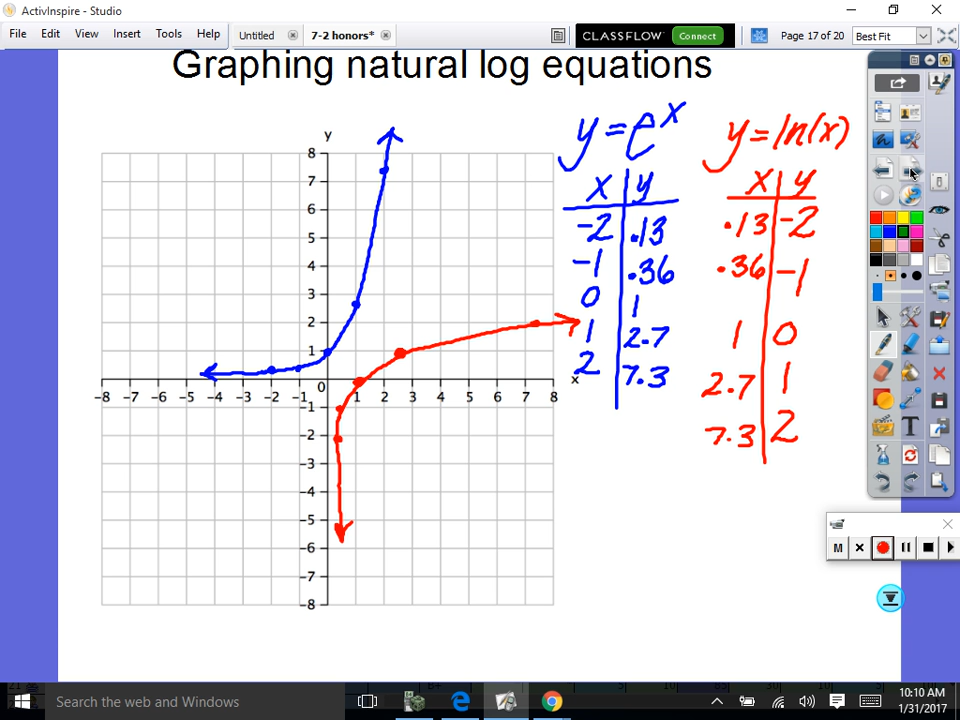 ActivInspire - Studio
File Edit View Insert Tools Help
Untitled
7-2 honors*
CLASSFLOW
Connect
Page 17 of 20
Best Fit
Graphing natural log equations
y = e^x
x | y
-2 | .13
-1 | .36
0 | 1
1 | 2.7
2 | 7.3
y = ln(x)
x | y
.13 | -2
.36 | -1
1 | 0
2.7 | 1
7.3 | 2
y
8
7
6
5
4
3
2
1
0
-8 -7 -6 -5 -4 -3 -2 -1 1 2 3 4 5 6 7 8
x
-1
-2
-3
-4
-5
-6
-7
-8
M
T
Search the web and Windows
10:10 AM
1/31/2017